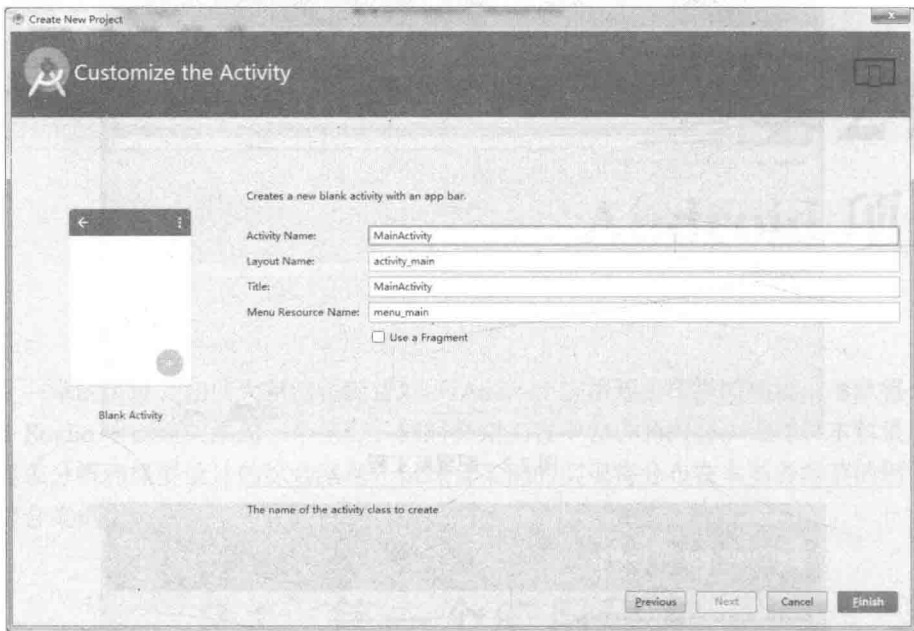 Create New Project
Customize the Activity
Creates a new blank activity with an app bar.
Activity Name: MainActivity
Layout Name: activity_main
Title: MainActivity
Menu Resource Name: menu_main
Use a Fragment
Blank Activity
The name of the activity class to create
Previous Next Cancel Finish